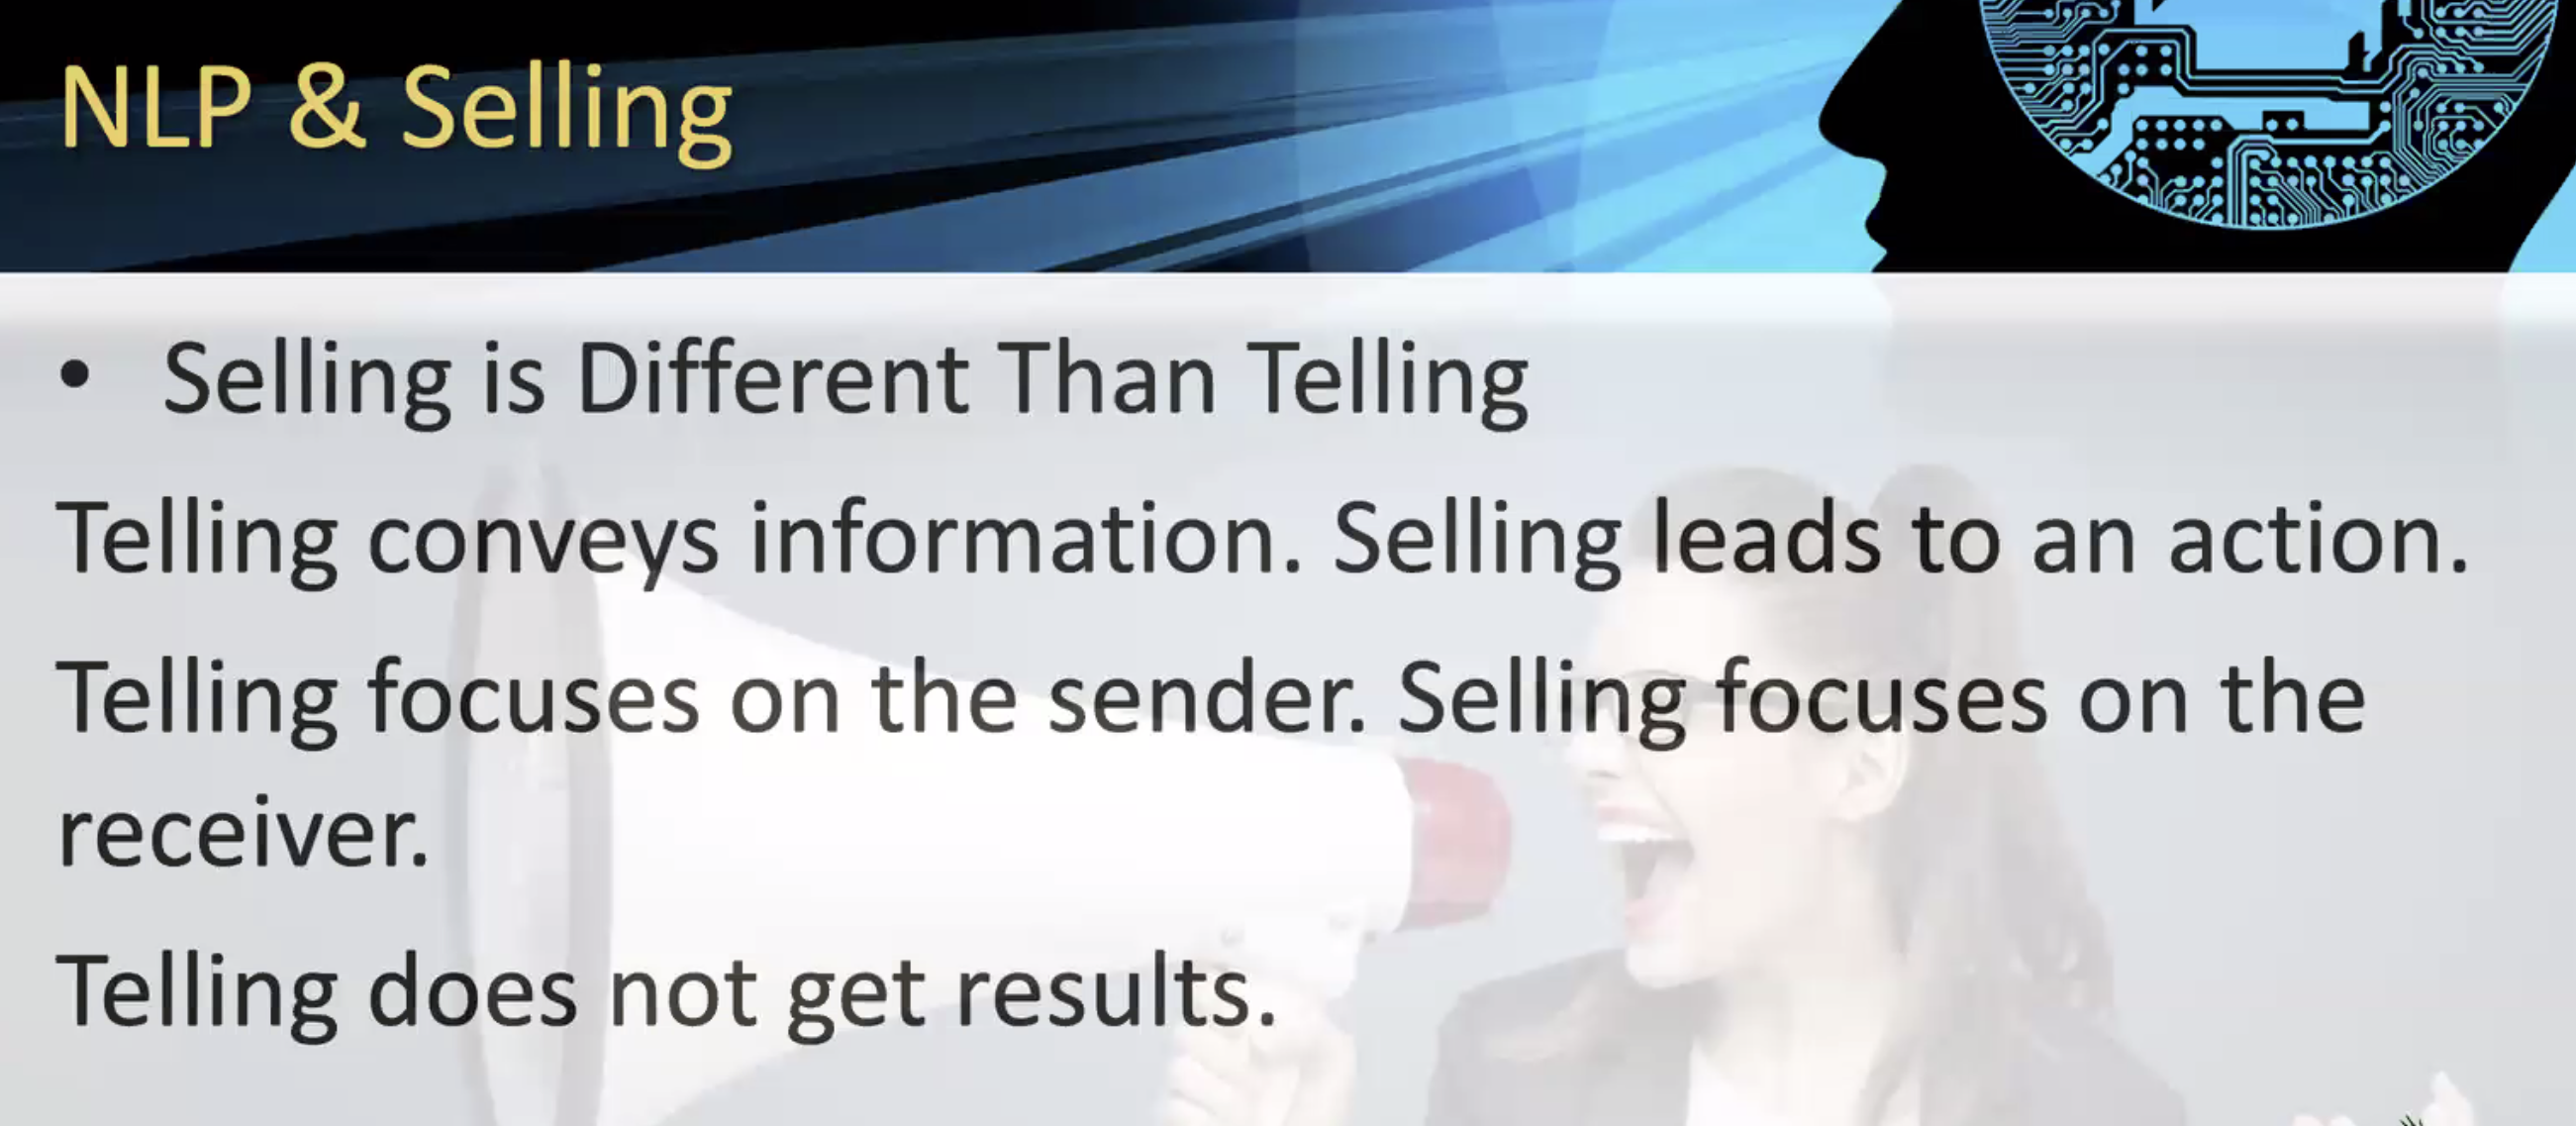 NLP & Selling
• Selling is Different Than Telling
Telling conveys information. Selling leads to an action.
Telling focuses on the sender. Selling focuses on the
receiver.
Telling does not get results.